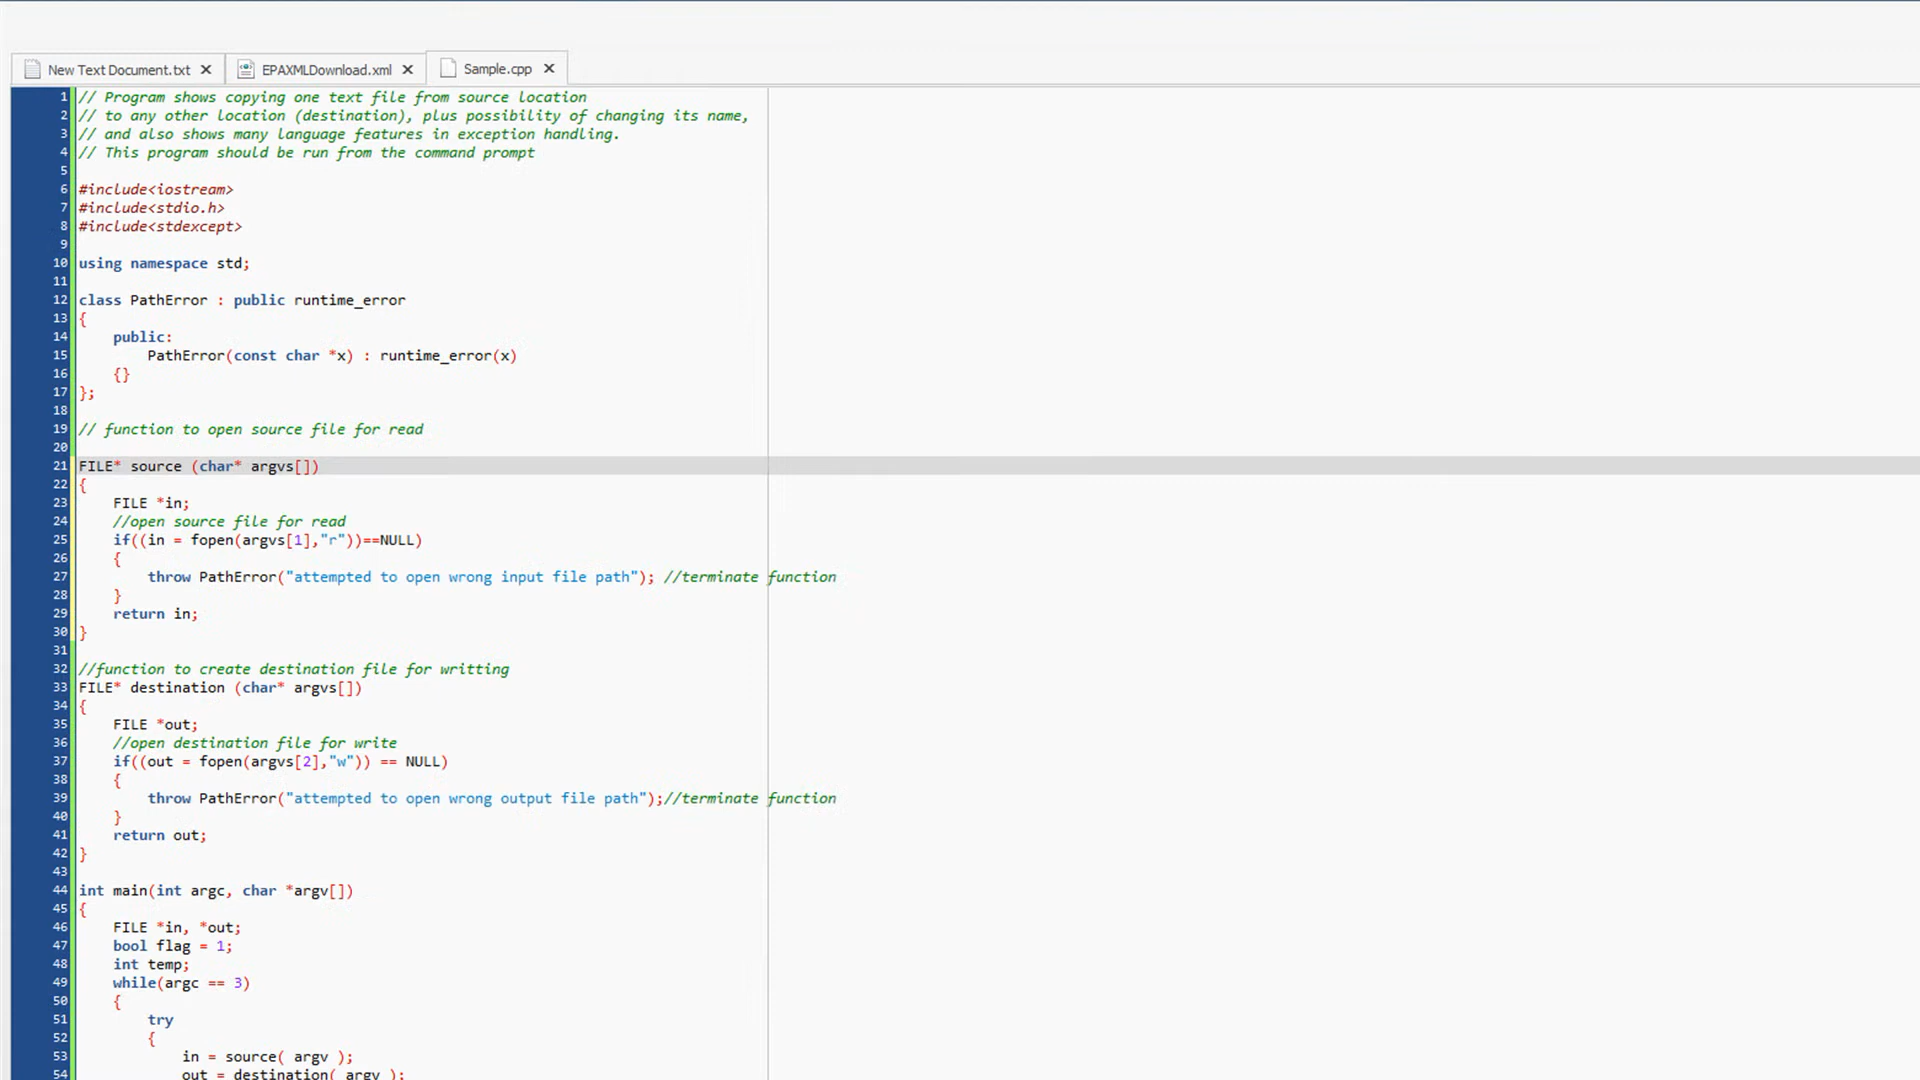 New Text Document.txt
EPAXMLDownload.xml
Sample.cpp
1 // Program shows copying one text file from source location
2 // to any other location (destination), plus possibility of changing its name,
3 // and also shows many language features in exception handling.
4 // This program should be run from the command prompt
5
6 #include<iostream>
7 #include<stdio.h>
8 #include<stdexcept>
9
10 using namespace std;
11
12 class PathError : public runtime_error
13 {
14     public:
15         PathError(const char *x) : runtime_error(x)
16     {}
17 };
18
19 // function to open source file for read
20
21 FILE* source (char* argvs[])
22 {
23     FILE *in;
24     //open source file for read
25     if((in = fopen(argvs[1],"r"))==NULL)
26     {
27         throw PathError("attempted to open wrong input file path"); //terminate function
28     }
29     return in;
30 }
31
32 //function to create destination file for writting
33 FILE* destination (char* argvs[])
34 {
35     FILE *out;
36     //open destination file for write
37     if((out = fopen(argvs[2],"w")) == NULL)
38     {
39         throw PathError("attempted to open wrong output file path");//terminate function
40     }
41     return out;
42 }
43
44 int main(int argc, char *argv[])
45 {
46     FILE *in, *out;
47     bool flag = 1;
48     int temp;
49     while(argc == 3)
50     {
51         try
52         {
53             in = source( argv );
54             out = destination( argv );